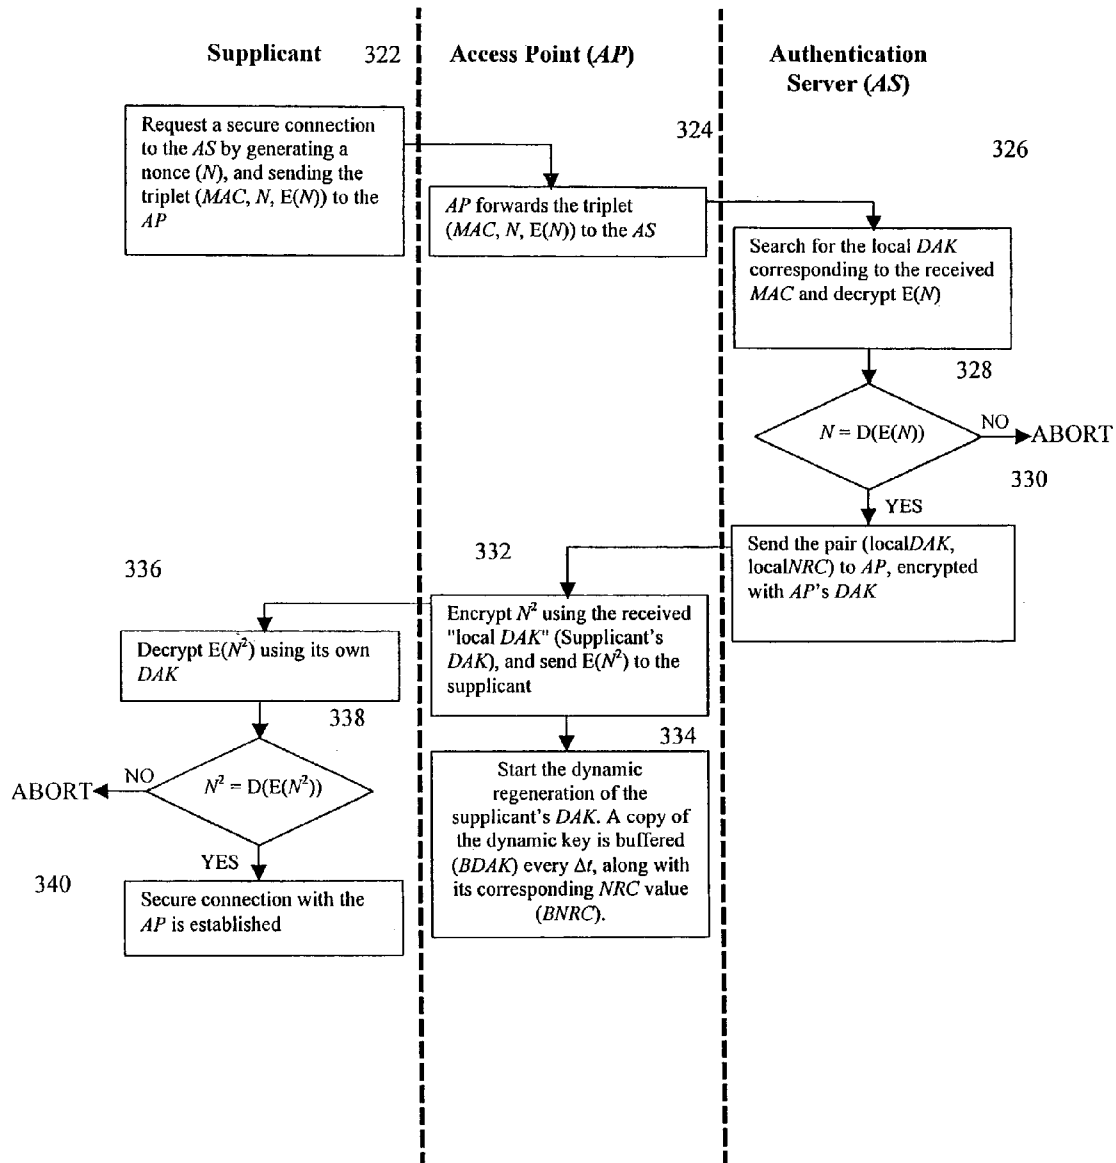 Supplicant
322
Access Point (AP)
Authentication
Server (AS)
Request a secure connection
to the AS by generating a
nonce (N), and sending the
triplet (MAC, N, E(N)) to the
AP
324
AP forwards the triplet
(MAC, N, E(N)) to the AS
326
Search for the local DAK
corresponding to the received
MAC and decrypt E(N)
328
N = D(E(N))
NO
ABORT
330
YES
Send the pair (localDAK,
localNRC) to AP, encrypted
with AP's DAK
332
Encrypt N² using the received
"local DAK" (Supplicant's
DAK), and send E(N²) to the
supplicant
334
Start the dynamic
regeneration of the
supplicant's DAK. A copy of
the dynamic key is buffered
(BDAK) every Δt, along with
its corresponding NRC value
(BNRC).
336
Decrypt E(N²) using its own
DAK
338
N² = D(E(N²))
NO
ABORT
YES
340
Secure connection with the
AP is established